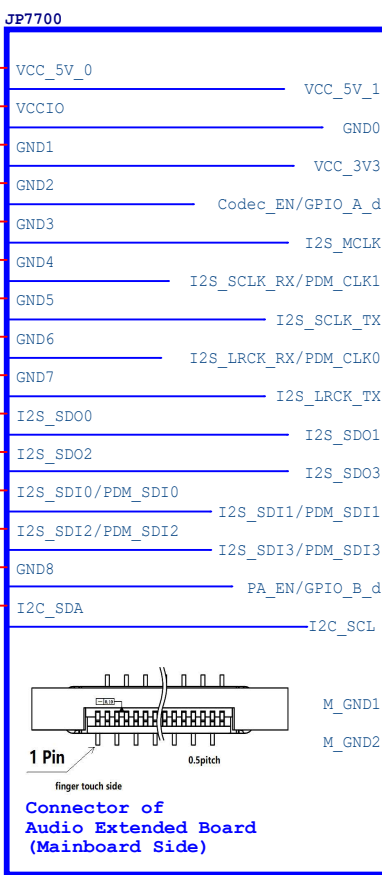 JP7700
VCC_5V_0
VCC_5V_1
VCCIO
GND0
GND1
VCC_3V3
GND2
Codec_EN/GPIO_A_d
GND3
I2S_MCLK
GND4
I2S_SCLK_RX/PDM_CLK1
GND5
I2S_SCLK_TX
GND6
I2S_LRCK_RX/PDM_CLK0
GND7
I2S_LRCK_TX
I2S_SDO0
I2S_SDO1
I2S_SDO2
I2S_SDO3
I2S_SDI0/PDM_SDI0
I2S_SDI1/PDM_SDI1
I2S_SDI2/PDM_SDI2
I2S_SDI3/PDM_SDI3
GND8
PA_EN/GPIO_B_d
I2C_SDA
I2C_SCL
M_GND1
M_GND2
1 Pin
0.5pitch
finger touch side
Connector of
Audio Extended Board
(Mainboard Side)